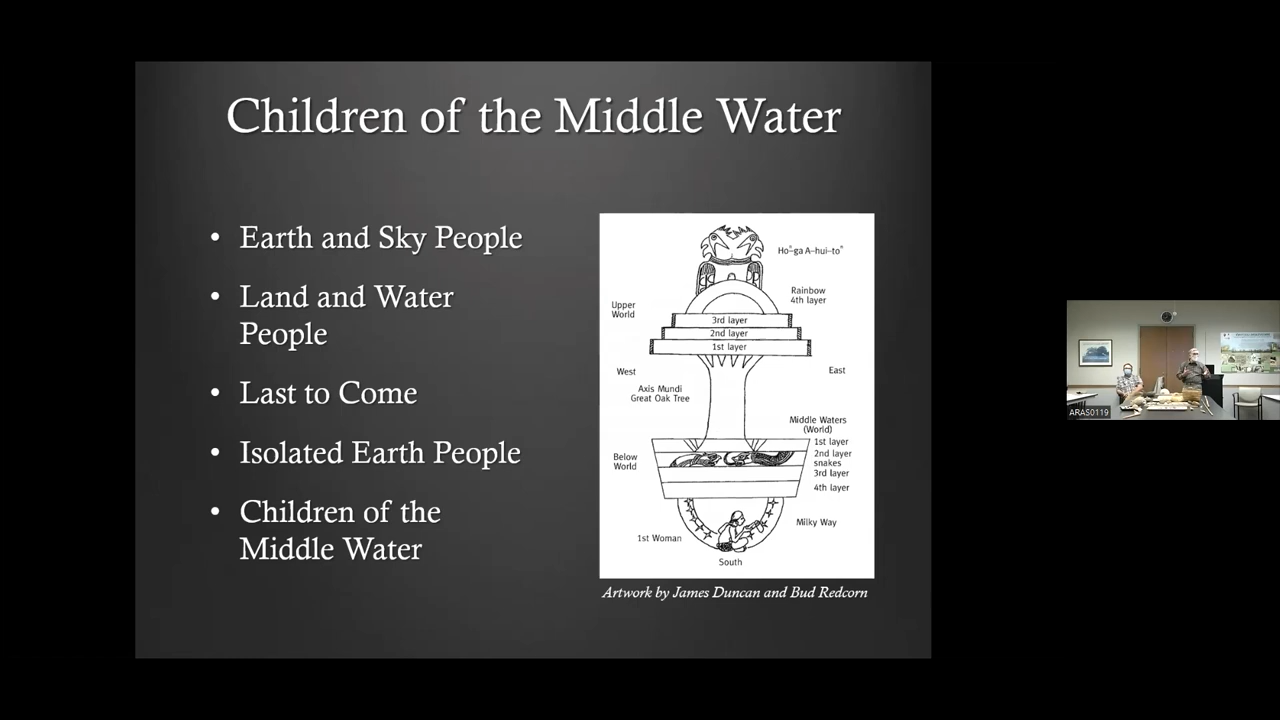 Children of the Middle Water
• Earth and Sky People
• Land and Water
People
• Last to Come
• Isolated Earth People
• Children of the
Middle Water
Hoⁿ-ga A-hui-toⁿ
Rainbow
4th layer
Upper
World
3rd layer
2nd layer
1st layer
West
East
Axis Mundi
Great Oak Tree
Middle Waters
(World)
1st layer
2nd layer
snakes
3rd layer
4th layer
Below
World
Milky Way
1st Woman
South
Artwork by James Duncan and Bud Redcorn
ARAS0119